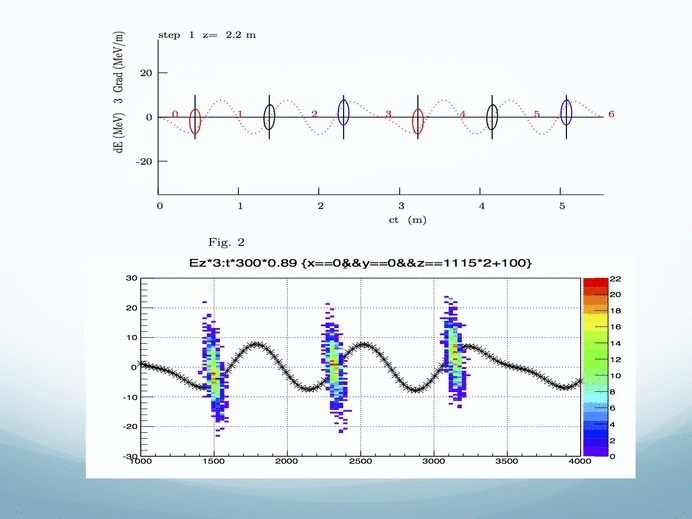 step 1 z= 2.2 m
dE (MeV) 3 Grad (MeV/m)
20
0
-20
0 1 2 3 4 5 6
0 1 2 3 4 5
ct (m)
Fig. 2
Ez*3:t*300*0.89 {x==0&&y==0&&z==1115*2+100}
30
20
10
0
-10
-20
-30
1000 1500 2000 2500 3000 3500 4000
22
20
18
16
14
12
10
8
6
4
2
0